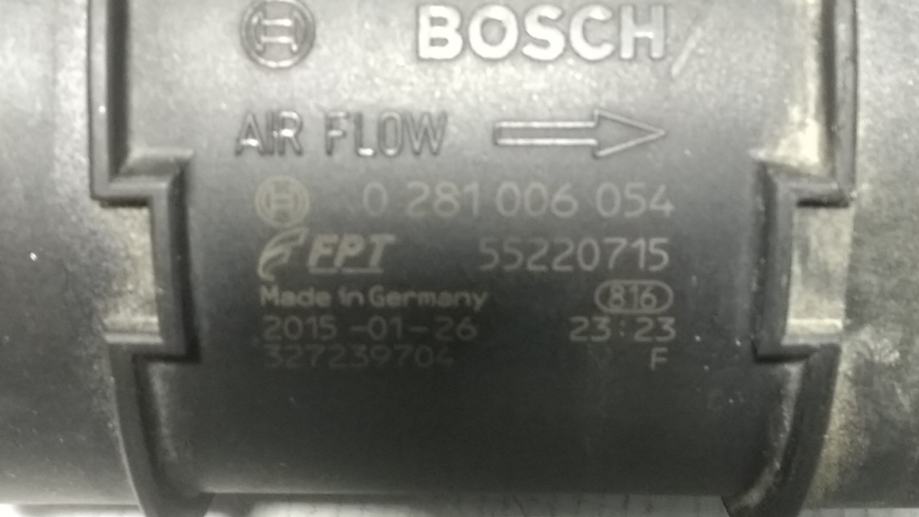 BOSCH
AIR FLOW
0 281 006 054
FPT 55220715
Made in Germany 816
2015-01-26 23:23
327239704 F